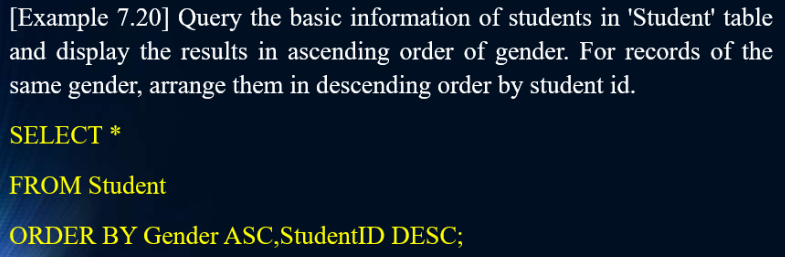 [Example 7.20] Query the basic information of students in 'Student' table
and display the results in ascending order of gender. For records of the
same gender, arrange them in descending order by student id.
SELECT *
FROM Student
ORDER BY Gender ASC,StudentID DESC;